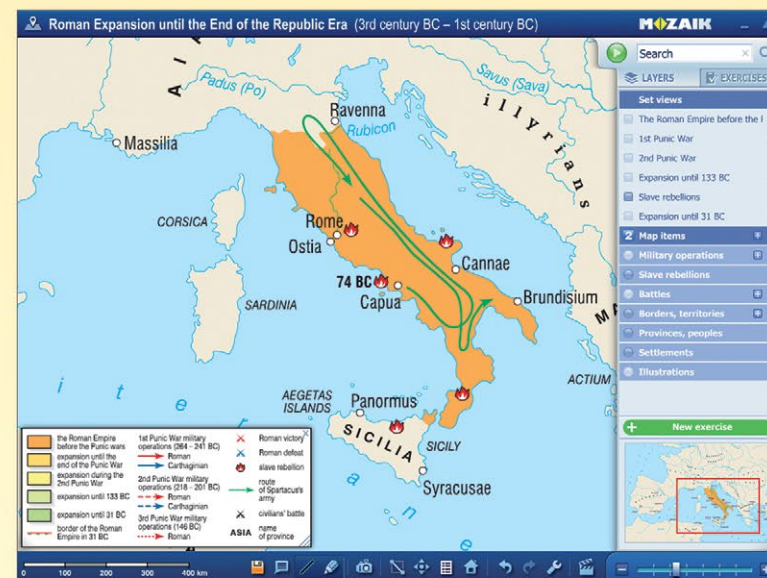 Roman Expansion until the End of the Republic Era (3rd century BC – 1st century BC)
MOZAIK
Search
LAYERS
EXERCISES
Set views
The Roman Empire before the
1st Punic War
2nd Punic War
Expansion until 133 BC
Slave rebellions
Expansion until 31 BC
Map items
Military operations
Slave rebellions
Battles
Borders, territories
Provinces, peoples
Settlements
Illustrations
New exercise
Padus (Po)
Savus (Sava)
illyrians
Ravenna
Rubicon
Massilia
CORSICA
Rome
Ostia
Cannae
74 BC
Capua
Brundisium
SARDINIA
ACTIUM
AEGETAS
ISLANDS
Panormus
SICILIA
SICILY
Syracusae
the Roman Empire
before the Punic wars
expansion until the
end of the Punic War
expansion during the
2nd Punic War
expansion until 133 BC
expansion until 31 BC
border of the Roman
Empire in 31 BC
1st Punic War military
operations (264 – 241 BC)
Roman
Carthaginian
2nd Punic War military
operations (218 – 201 BC)
Roman
Carthaginian
3rd Punic War military
operations (146 BC)
Roman
Roman victory
Roman defeat
slave rebellion
route
of Spartacus's
army
civilians' battle
ASIA
name
of province
0 100 200 300 400 km